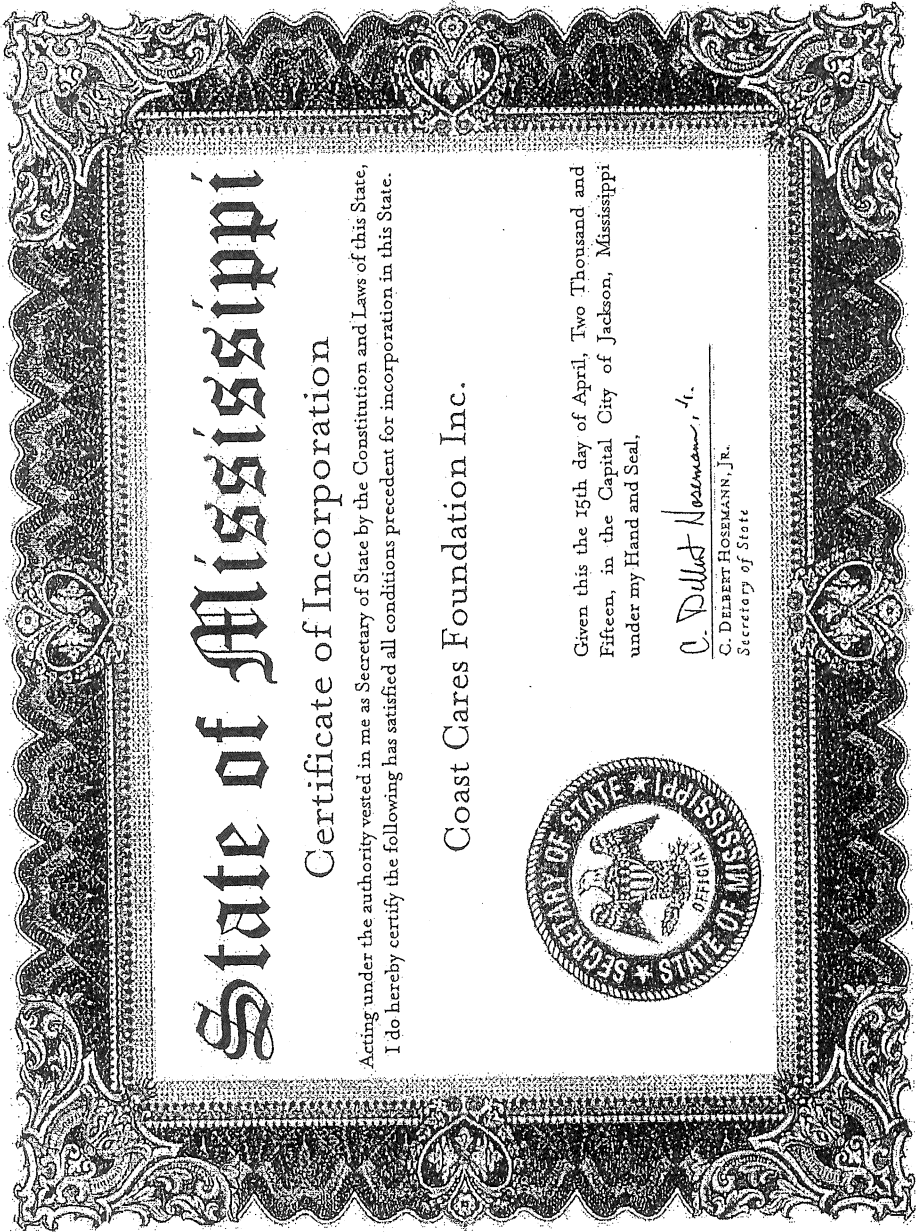 State of Mississippi
Certificate of Incorporation
Acting under the authority vested in me as Secretary of State by the Constitution and Laws of this State,
I do hereby certify the following has satisfied all conditions precedent for incorporation in this State.
Coast Cares Foundation Inc.
Given this the 15th day of April, Two Thousand and
Fifteen, in the Capital City of Jackson, Mississippi
under my Hand and Seal,
C. Delbert Hosemann, Jr.
C. DELBERT HOSEMANN, JR.
Secretary of State
SECRETARY OF STATE ★ STATE OF MISSISSIPPI ★
OFFICIAL